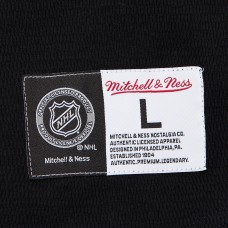 NHL
© NHL
Mitchell & Ness
Mitchell & Ness
L
MITCHELL & NESS NOSTALGIA CO.
AUTHENTIC LICENSED APPAREL
DESIGNED IN PHILADELPHIA, PA.
ESTABLISHED 1904
AUTHENTIC.PREMIUM.LEGENDARY.